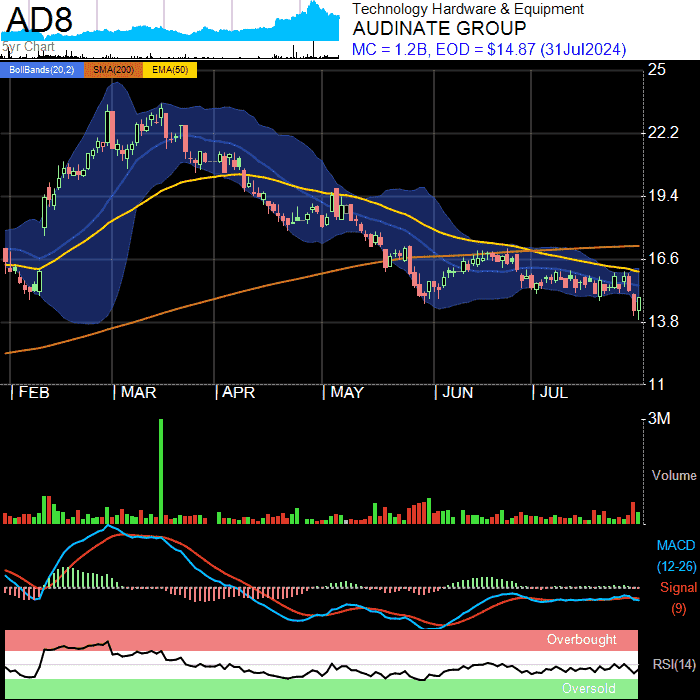 AD8
5yr Chart
Technology Hardware & Equipment
AUDINATE GROUP
MC = 1.2B, EOD = $14.87 (31Jul2024)
BollBands(20,2) SMA(200) EMA(50)
25
22.2
19.4
16.6
13.8
11
| FEB | MAR | APR | MAY | JUN | JUL
3M
Volume
MACD
(12-26)
Signal
(9)
Overbought
RSI(14)
Oversold